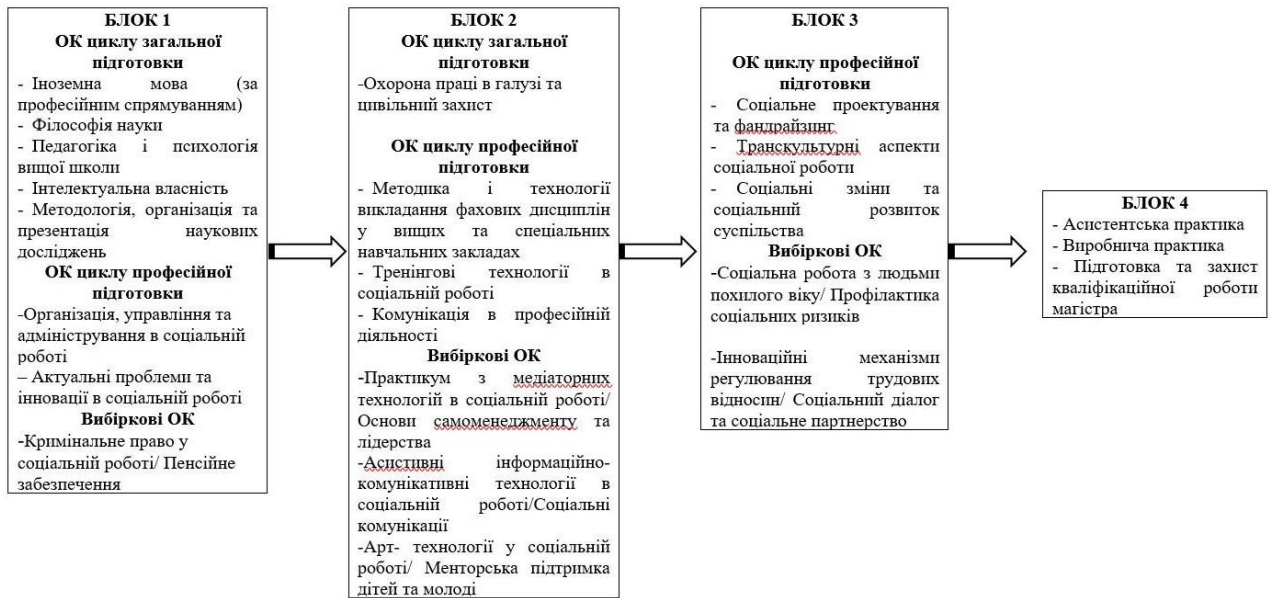 БЛОК 1
ОК циклу загальної
підготовки
- Іноземна мова (за
професійним спрямуванням)
- Філософія науки
- Педагогіка і психологія
вищої школи
- Інтелектуальна власність
- Методологія, організація та
презентація наукових
досліджень
ОК циклу професійної
підготовки
-Організація, управління та
адміністрування в соціальній
роботі
– Актуальні проблеми та
інновації в соціальній роботі
Вибіркові ОК
-Кримінальне право у
соціальній роботі/ Пенсійне
забезпечення
БЛОК 2
ОК циклу загальної
підготовки
-Охорона праці в галузі та
цивільний захист
ОК циклу професійної
підготовки
- Методика і технології
викладання фахових дисциплін
у вищих та спеціальних
навчальних закладах
- Тренінгові технології в
соціальній роботі
- Комунікація в професійній
діяльності
Вибіркові ОК
-Практикум з медіаторних
технологій в соціальній роботі/
Основи самоменеджменту та
лідерства
-Асистивні інформаційно-
комунікативні технології в
соціальній роботі/Соціальні
комунікації
-Арт- технології у соціальній
роботі/ Менторська підтримка
дітей та молоді
БЛОК 3
ОК циклу професійної
підготовки
- Соціальне проектування
та фандрайзинг
- Транскультурні аспекти
соціальної роботи
- Соціальні зміни та
соціальний розвиток
суспільства
Вибіркові ОК
-Соціальна робота з людьми
похилого віку/ Профілактика
соціальних ризиків
-Інноваційні механізми
регулювання трудових
відносин/ Соціальний діалог
та соціальне партнерство
БЛОК 4
- Асистентська практика
- Виробнича практика
- Підготовка та захист
кваліфікаційної роботи
магістра